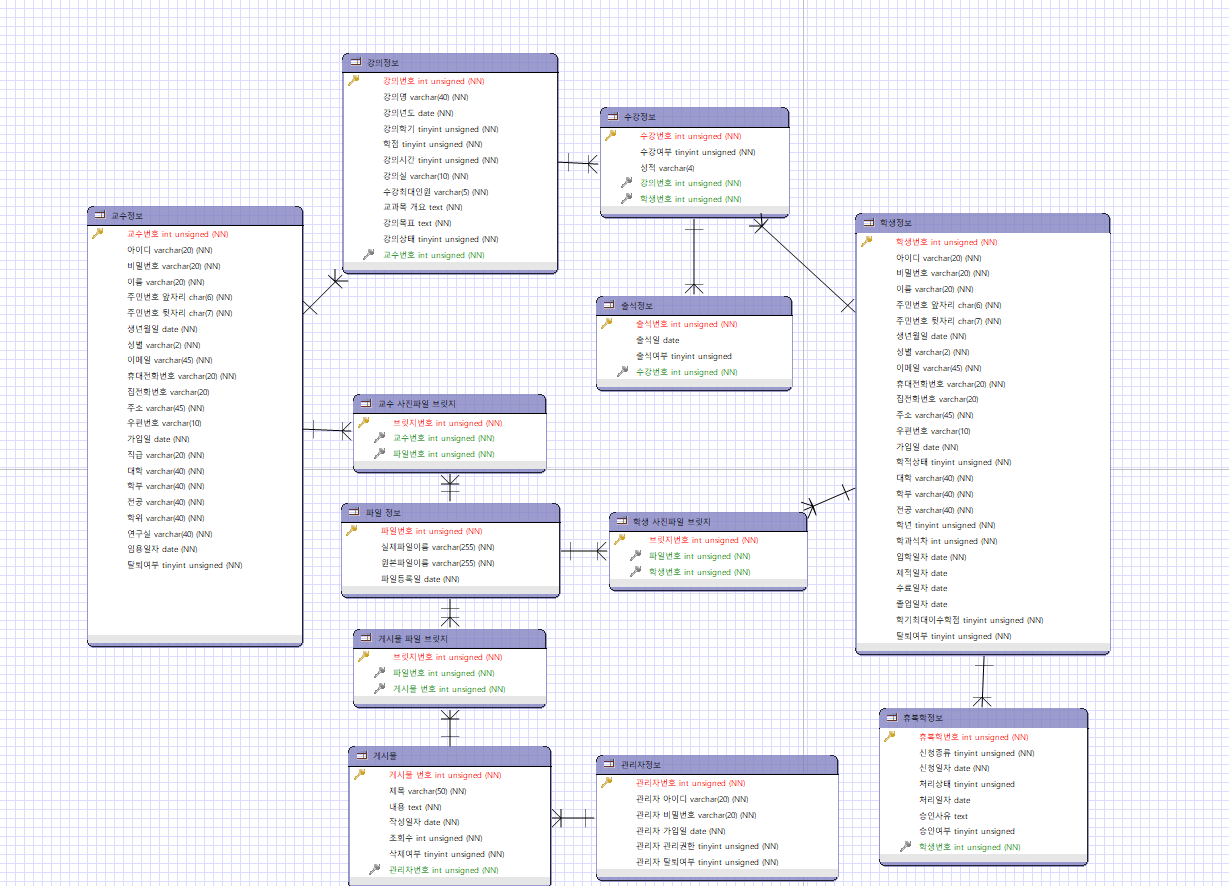 강의정보
강의번호 int unsigned (NN)
강의명 varchar(40) (NN)
강의년도 date (NN)
강의학기 tinyint unsigned (NN)
학점 tinyint unsigned (NN)
강의시간 tinyint unsigned (NN)
강의실 varchar(10) (NN)
수강최대인원 varchar(5) (NN)
교과목 개요 text (NN)
강의목표 text (NN)
강의상태 tinyint unsigned (NN)
교수번호 int unsigned (NN)
수강정보
수강번호 int unsigned (NN)
수강여부 tinyint unsigned (NN)
성적 varchar(4)
강의번호 int unsigned (NN)
학생번호 int unsigned (NN)
교수정보
교수번호 int unsigned (NN)
아이디 varchar(20) (NN)
비밀번호 varchar(20) (NN)
이름 varchar(20) (NN)
주민번호 앞자리 char(6) (NN)
주민번호 뒷자리 char(7) (NN)
생년월일 date (NN)
성별 varchar(2) (NN)
이메일 varchar(45) (NN)
휴대전화번호 varchar(20) (NN)
집전화번호 varchar(20)
주소 varchar(45) (NN)
우편번호 varchar(10)
가입일 date (NN)
직급 varchar(20) (NN)
대학 varchar(40) (NN)
학부 varchar(40) (NN)
전공 varchar(40) (NN)
학위 varchar(40) (NN)
연구실 varchar(40) (NN)
임용일자 date (NN)
탈퇴여부 tinyint unsigned (NN)
학생정보
학생번호 int unsigned (NN)
아이디 varchar(20) (NN)
비밀번호 varchar(20) (NN)
이름 varchar(20) (NN)
주민번호 앞자리 char(6) (NN)
주민번호 뒷자리 char(7) (NN)
생년월일 date (NN)
성별 varchar(2) (NN)
이메일 varchar(45) (NN)
휴대전화번호 varchar(20) (NN)
집전화번호 varchar(20)
주소 varchar(45) (NN)
우편번호 varchar(10)
가입일 date (NN)
학적상태 tinyint unsigned (NN)
대학 varchar(40) (NN)
학부 varchar(40) (NN)
전공 varchar(40) (NN)
학년 tinyint unsigned (NN)
학과석차 int unsigned (NN)
입학일자 date (NN)
제적일자 date
수료일자 date
졸업일자 date
학기최대이수학점 tinyint unsigned (NN)
탈퇴여부 tinyint unsigned (NN)
출석정보
출석번호 int unsigned (NN)
출석일 date
출석여부 tinyint unsigned
수강번호 int unsigned (NN)
교수 사진파일 브릿지
브릿지번호 int unsigned (NN)
교수번호 int unsigned (NN)
파일번호 int unsigned (NN)
파일 정보
파일번호 int unsigned (NN)
실제파일이름 varchar(255) (NN)
원본파일이름 varchar(255) (NN)
파일등록일 date (NN)
학생 사진파일 브릿지
브릿지번호 int unsigned (NN)
파일번호 int unsigned (NN)
학생번호 int unsigned (NN)
게시물 파일 브릿지
브릿지번호 int unsigned (NN)
파일번호 int unsigned (NN)
게시물 번호 int unsigned (NN)
게시물
게시물 번호 int unsigned (NN)
제목 varchar(50) (NN)
내용 text (NN)
작성일자 date (NN)
조회수 int unsigned (NN)
삭제여부 tinyint unsigned (NN)
관리자번호 int unsigned (NN)
관리자정보
관리자번호 int unsigned (NN)
관리자 아이디 varchar(20) (NN)
관리자 비밀번호 varchar(20) (NN)
관리자 가입일 date (NN)
관리자 관리권한 tinyint unsigned (NN)
관리자 탈퇴여부 tinyint unsigned (NN)
휴복학정보
휴복학번호 int unsigned (NN)
신청종류 tinyint unsigned (NN)
신청일자 date (NN)
처리상태 tinyint unsigned
처리일자 date
승인사유 text
승인여부 tinyint unsigned
학생번호 int unsigned (NN)